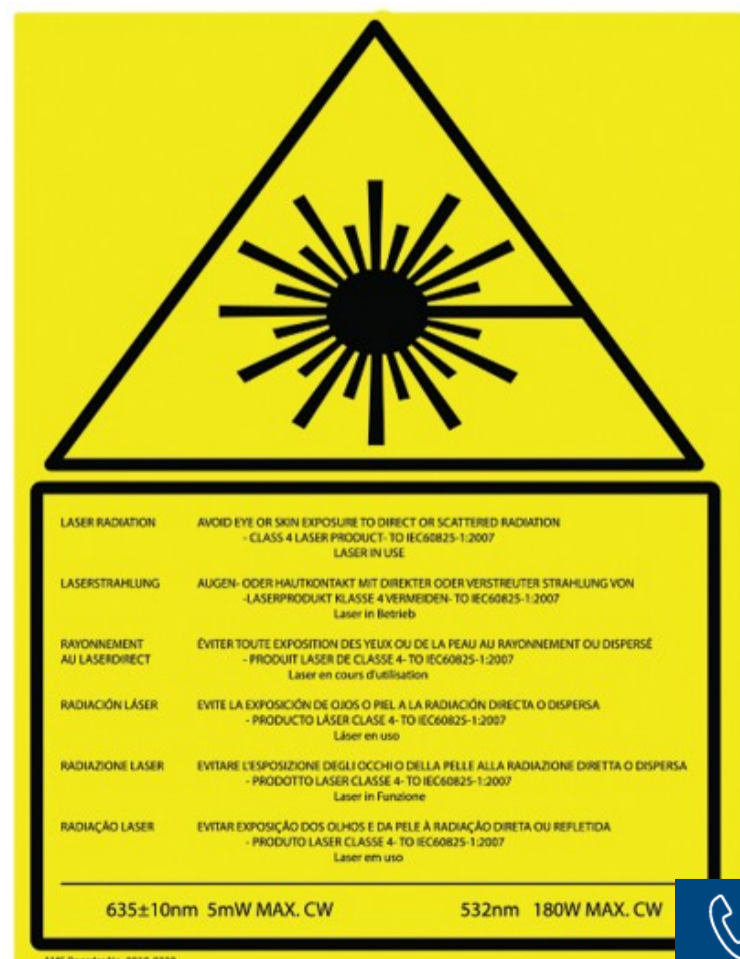 LASER RADIATION AVOID EYE OR SKIN EXPOSURE TO DIRECT OR SCATTERED RADIATION
- CLASS 4 LASER PRODUCT- TO IEC60825-1:2007
LASER IN USE
LASERSTRAHLUNG AUGEN- ODER HAUTKONTAKT MIT DIREKTER ODER VERSTREUTER STRAHLUNG VON
-LASERPRODUKT KLASSE 4 VERMEIDEN- TO IEC60825-1:2007
Laser in Betrieb
RAYONNEMENT ÉVITER TOUTE EXPOSITION DES YEUX OU DE LA PEAU AU RAYONNEMENT OU DISPERSÉ
AU LASERDIRECT - PRODUIT LASER DE CLASSE 4- TO IEC60825-1:2007
Laser en cours d'utilisation
RADIACIÓN LÁSER EVITE LA EXPOSICIÓN DE OJOS O PIEL A LA RADIACIÓN DIRECTA O DISPERSA
- PRODUCTO LÁSER CLASE 4- TO IEC60825-1:2007
Láser en uso
RADIAZIONE LASER EVITARE L'ESPOSIZIONE DEGLI OCCHI O DELLA PELLE ALLA RADIAZIONE DIRETTA O DISPERSA
- PRODOTTO LASER CLASSE 4- TO IEC60825-1:2007
Laser in Funzione
RADIAÇÃO LASER EVITAR EXPOSIÇÃO DOS OLHOS E DA PELE À RADIAÇÃO DIRETA OU REFLETIDA
- PRODUTO LASER CLASSE 4- TO IEC60825-1:2007
Laser em uso
635±10nm 5mW MAX. CW 532nm 180W MAX. CW